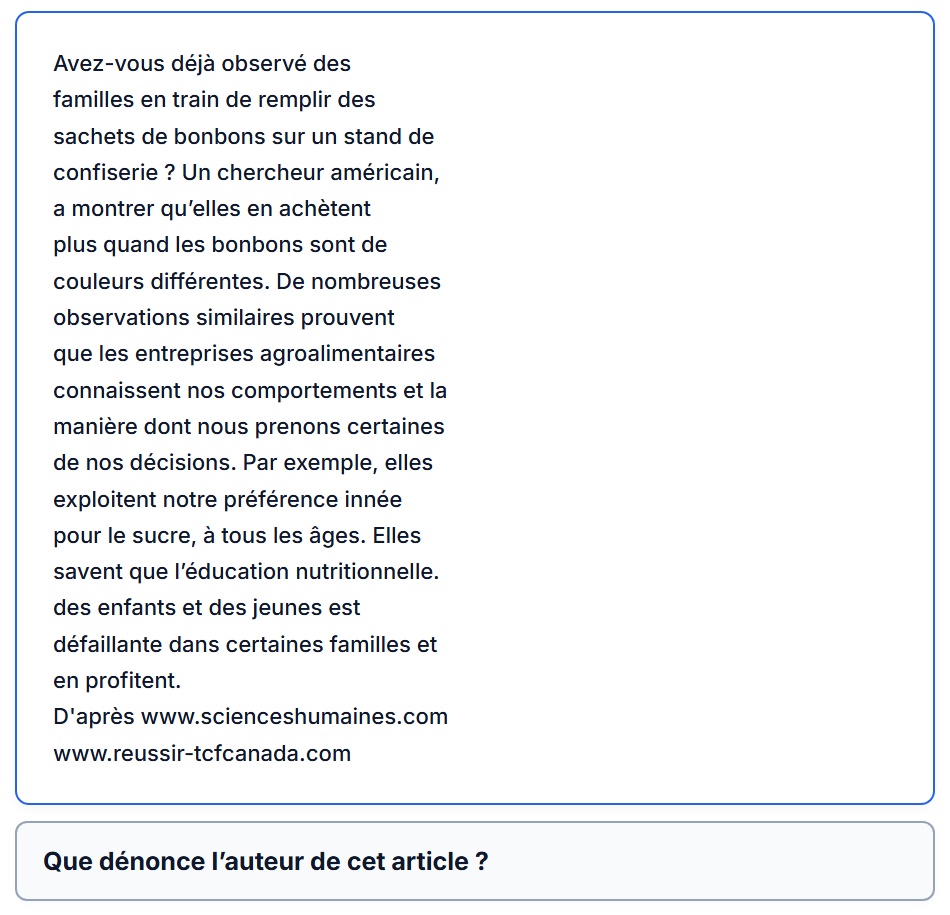 Avez-vous déjà observé des
familles en train de remplir des
sachets de bonbons sur un stand de
confiserie ? Un chercheur américain,
a montrer qu’elles en achètent
plus quand les bonbons sont de
couleurs différentes. De nombreuses
observations similaires prouvent
que les entreprises agroalimentaires
connaissent nos comportements et la
manière dont nous prenons certaines
de nos décisions. Par exemple, elles
exploitent notre préférence innée
pour le sucre, à tous les âges. Elles
savent que l’éducation nutritionnelle.
des enfants et des jeunes est
défaillante dans certaines familles et
en profitent.
D'après www.scienceshumaines.com
www.reussir-tcfcanada.com
Que dénonce l’auteur de cet article ?